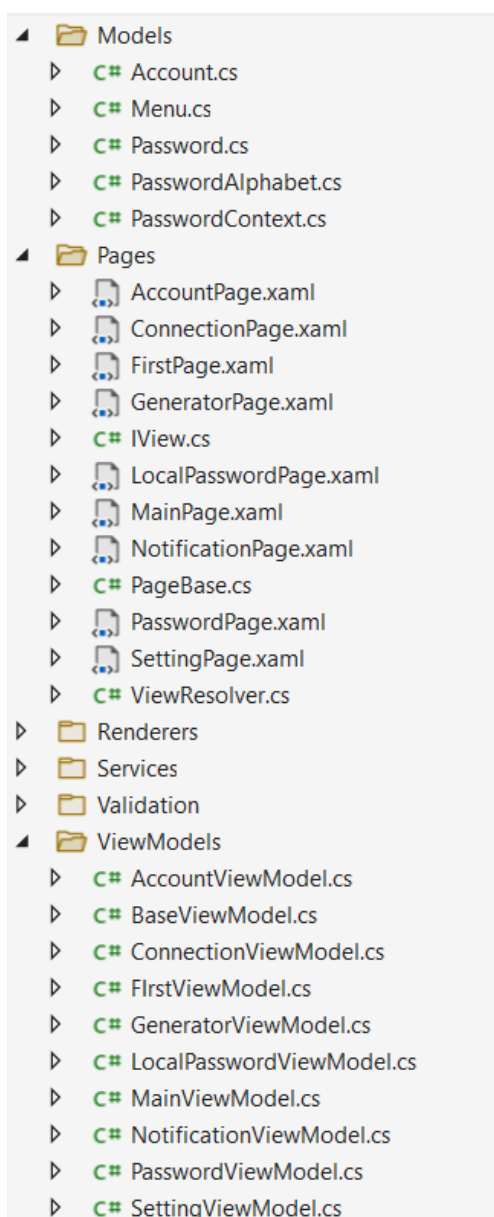 Models
C# Account.cs
C# Menu.cs
C# Password.cs
C# PasswordAlphabet.cs
C# PasswordContext.cs
Pages
AccountPage.xaml
ConnectionPage.xaml
FirstPage.xaml
GeneratorPage.xaml
C# IView.cs
LocalPasswordPage.xaml
MainPage.xaml
NotificationPage.xaml
C# PageBase.cs
PasswordPage.xaml
SettingPage.xaml
C# ViewResolver.cs
Renderers
Services
Validation
ViewModels
C# AccountViewModel.cs
C# BaseViewModel.cs
C# ConnectionViewModel.cs
C# FIrstViewModel.cs
C# GeneratorViewModel.cs
C# LocalPasswordViewModel.cs
C# MainViewModel.cs
C# NotificationViewModel.cs
C# PasswordViewModel.cs
C# SettingViewModel.cs